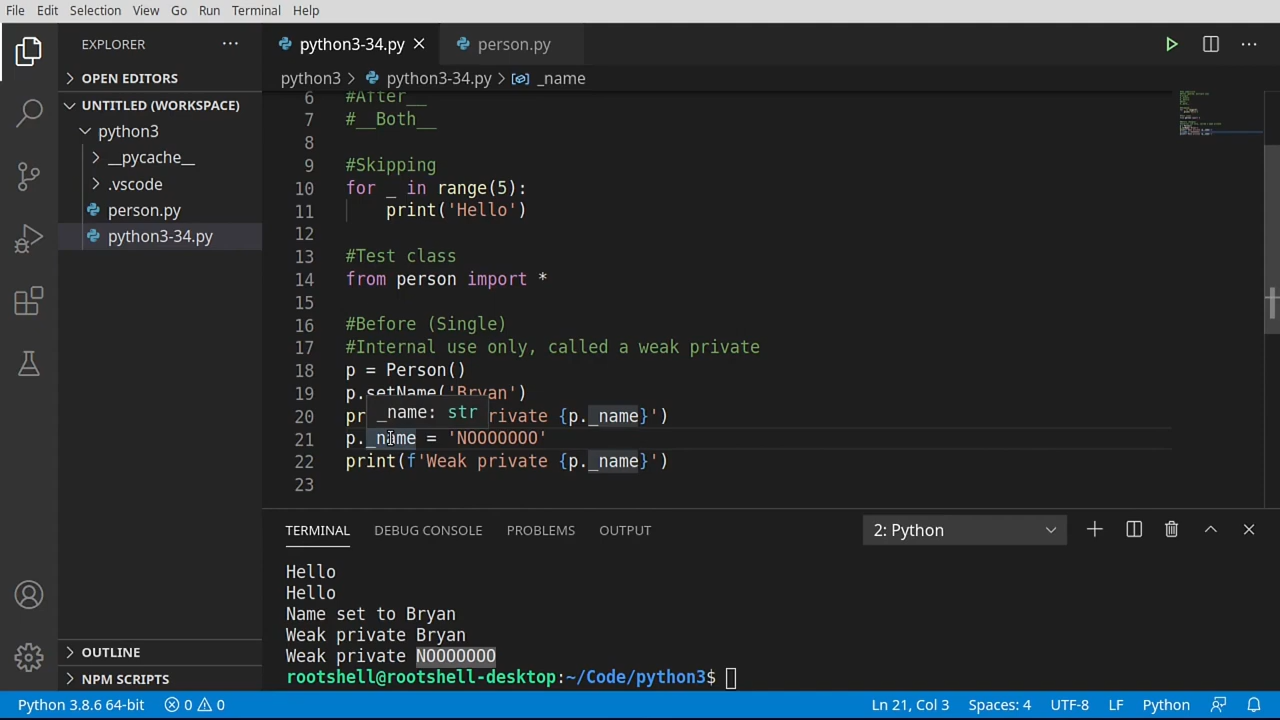 File Edit Selection View Go Run Terminal Help
EXPLORER
OPEN EDITORS
UNTITLED (WORKSPACE)
python3
__pycache__
.vscode
person.py
python3-34.py
OUTLINE
NPM SCRIPTS
python3-34.py person.py
python3 > python3-34.py > _name
6 #After__
7 #__Both__
8
9 #Skipping
10 for _ in range(5):
11 print('Hello')
12
13 #Test class
14 from person import *
15
16 #Before (Single)
17 #Internal use only, called a weak private
18 p = Person()
19 p.setName('Bryan')
_name: str
20 pr rivate {p._name}')
21 p._name = 'NOOOOOOO'
22 print(f'Weak private {p._name}')
23
TERMINAL DEBUG CONSOLE PROBLEMS OUTPUT 2: Python
Hello
Hello
Name set to Bryan
Weak private Bryan
Weak private NOOOOOOO
rootshell@rootshell-desktop:~/Code/python3$
Python 3.8.6 64-bit 0 0 Ln 21, Col 3 Spaces: 4 UTF-8 LF Python